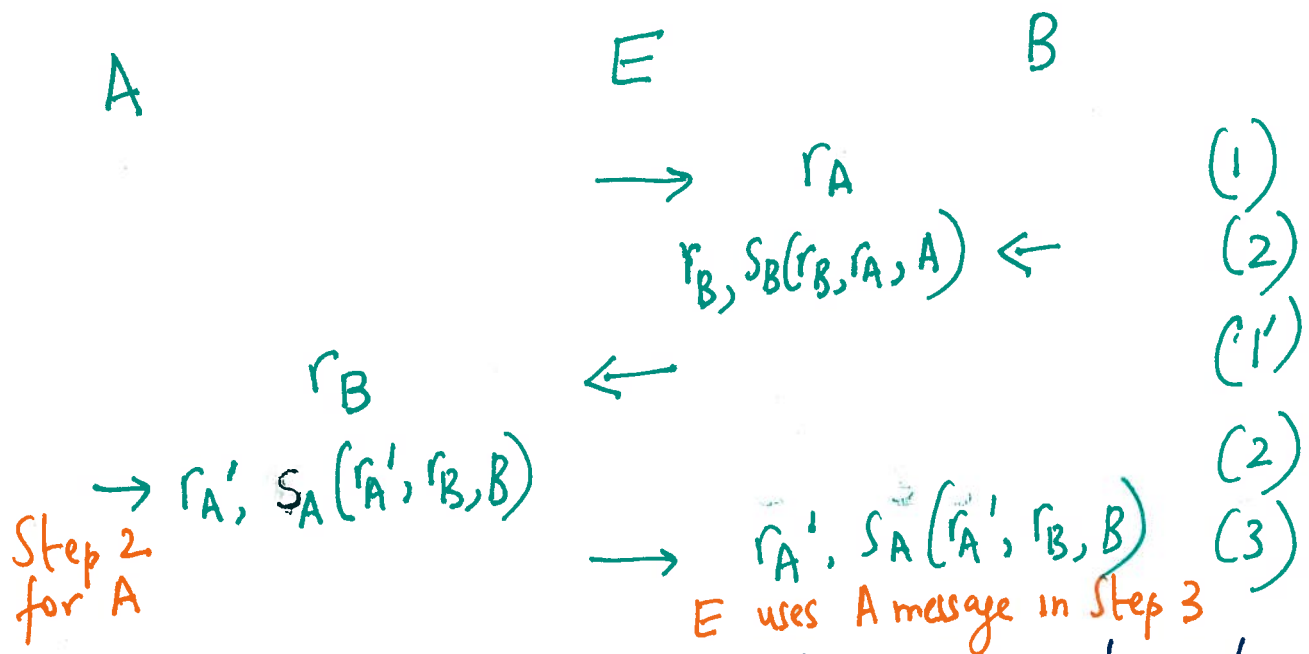 A E B
→ rA (1)
rB, SB(rB, rA, A) ← (2)
rB ← (1')
→ rA', SA(rA', rB, B) (2)
Step 2 for A
→ rA', SA(rA', rB, B) (3)
E uses A message in Step 3